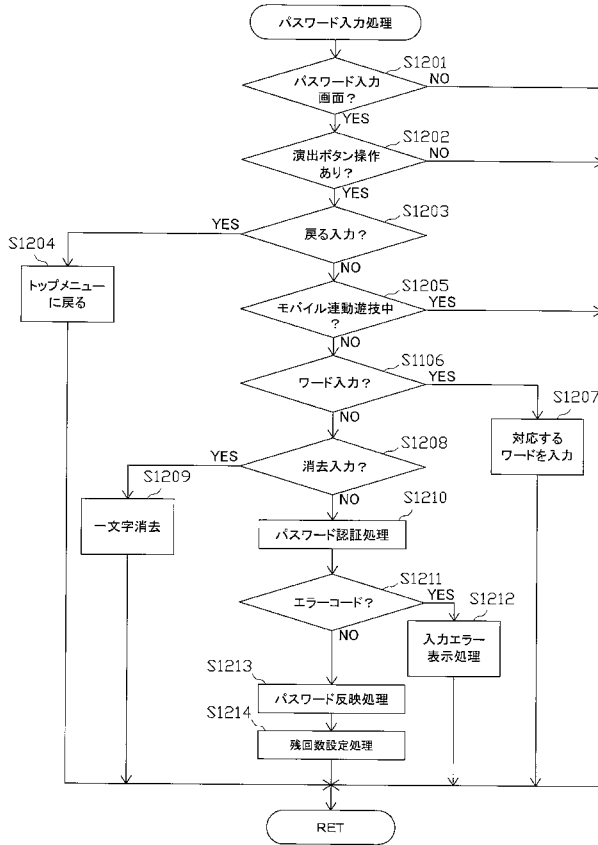 パスワード入力処理
S1201
パスワード入力
画面?
NO
YES
S1202
演出ボタン操作
あり?
NO
YES
S1203
戻る入力?
YES
NO
S1204
トップメニュー
に戻る
S1205
モバイル連動遊技中
?
YES
NO
S1106
ワード入力?
YES
NO
S1207
対応する
ワードを入力
S1208
消去入力?
YES
NO
S1209
一文字消去
S1210
パスワード認証処理
S1211
エラーコード?
YES
NO
S1212
入力エラー
表示処理
S1213
パスワード反映処理
S1214
残回数設定処理
RET